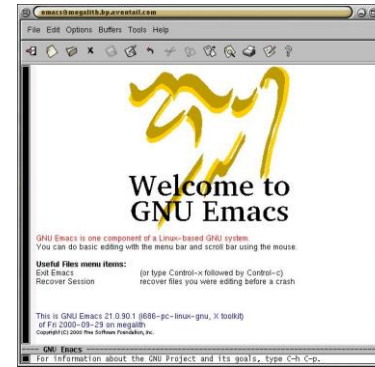 emacs@megalith.bp.avontail.com
File Edit Options Buffers Tools Help
Welcome to
GNU Emacs
GNU Emacs is one component of a Linux-based GNU system.
You can do basic editing with the menu bar and scroll bar using the mouse.
Useful Files menu items:
Exit Emacs (or type Control-x followed by Control-c)
Recover Session recover files you were editing before a crash
This is GNU Emacs 21.0.90.1 (i686-pc-linux-gnu, X toolkit)
of Fri 2000-09-29 on megalith
Copyright (C) 2000 Free Software Foundation, Inc.
GNU Emacs
For information about the GNU Project and its goals, type C-h C-p.